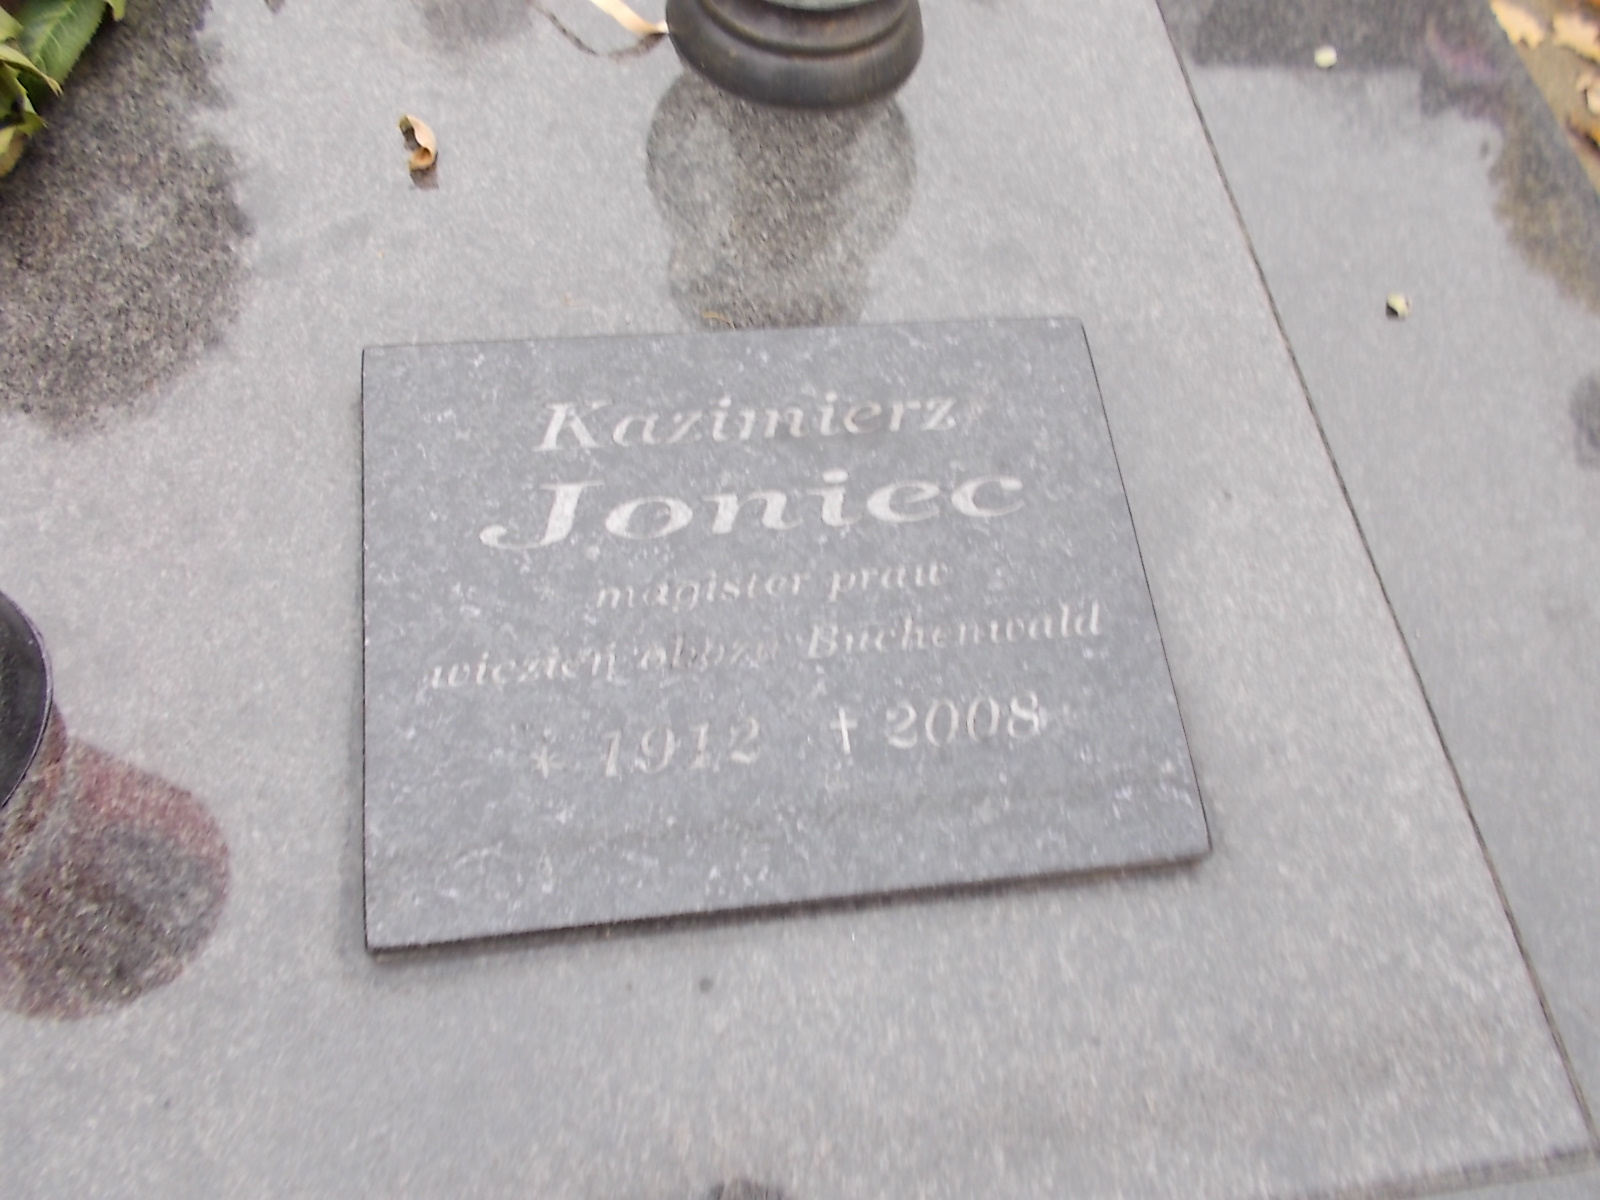 Kazimierz
Joniec
magister praw
więzień obozu Buchenwald
* 1912 † 2008